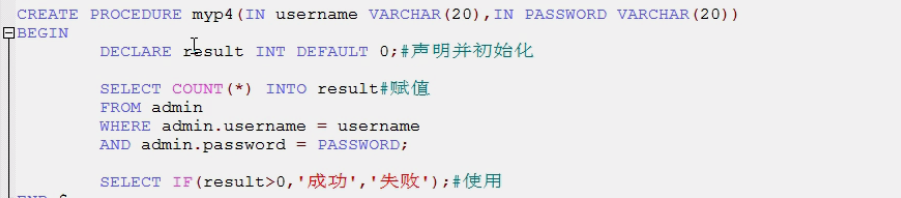 CREATE PROCEDURE myp4(IN username VARCHAR(20),IN PASSWORD VARCHAR(20))
BEGIN
DECLARE result INT DEFAULT 0;#声明并初始化
SELECT COUNT(*) INTO result#赋值
FROM admin
WHERE admin.username = username
AND admin.password = PASSWORD;
SELECT IF(result>0,'成功','失败');#使用